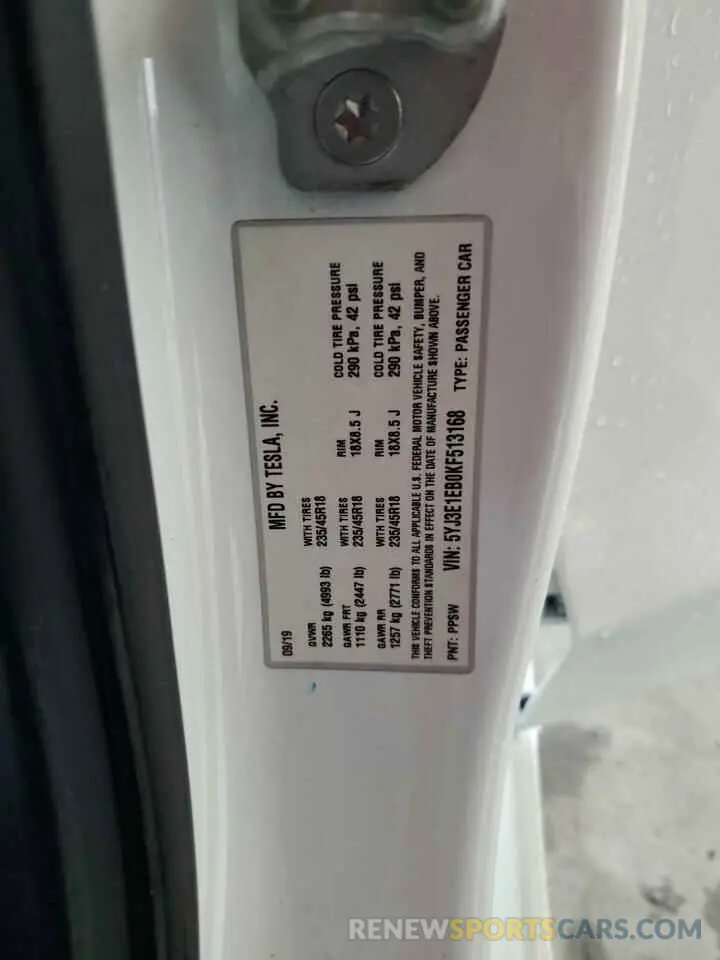 MFD BY TESLA, INC.
09/19
GVWR WITH TIRES
2265 kg (4993 lb) 235/45R18
GAWR FRT WITH TIRES RIM COLD TIRE PRESSURE
1110 kg (2447 lb) 235/45R18 18X8.5 J 290 kPa, 42 psi
GAWR RR WITH TIRES RIM COLD TIRE PRESSURE
1257 kg (2771 lb) 235/45R18 18X8.5 J 290 kPa, 42 psi
THIS VEHICLE CONFORMS TO ALL APPLICABLE U.S. FEDERAL MOTOR VEHICLE SAFETY, BUMPER, AND
THEFT PREVENTION STANDARDS IN EFFECT ON THE DATE OF MANUFACTURE SHOWN ABOVE.
PNT: PPSW VIN: 5YJ3E1EB0KF513168 TYPE: PASSENGER CAR
RENEWSPORTSCARS.COM